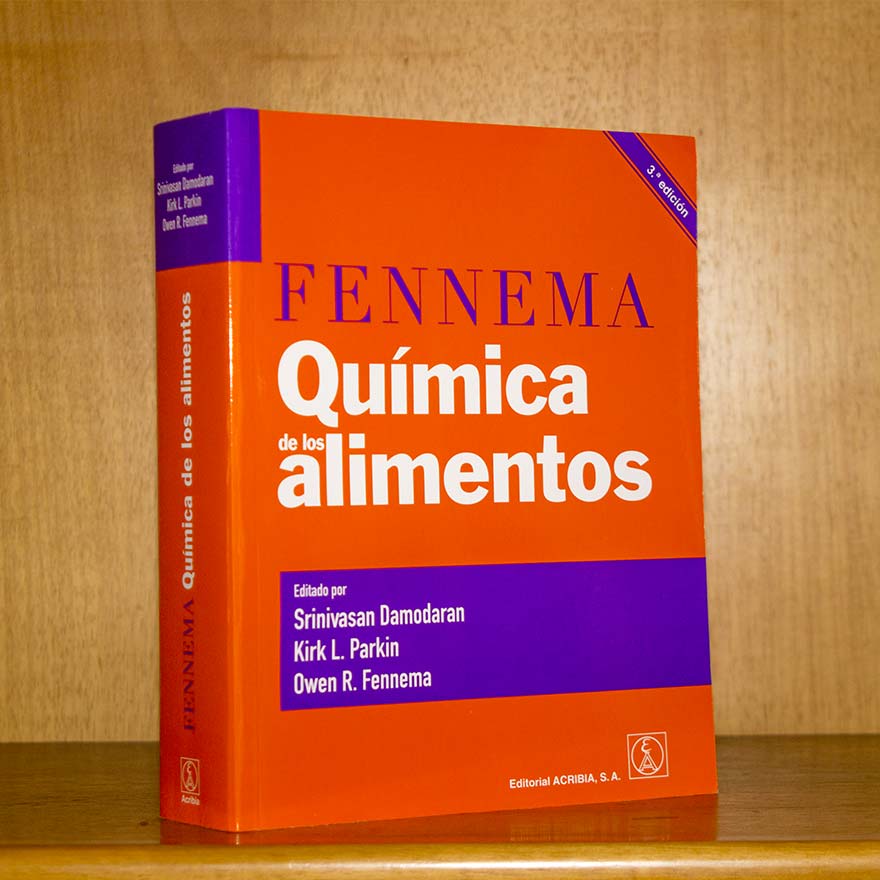 Editado por
Srinivasan Damodaran
Kirk L. Parkin
Owen R. Fennema
FENNEMA Química de los alimentos
Acribia
3.ª edición
FENNEMA
Química
de los
alimentos
Editado por
Srinivasan Damodaran
Kirk L. Parkin
Owen R. Fennema
Editorial ACRIBIA, S. A.